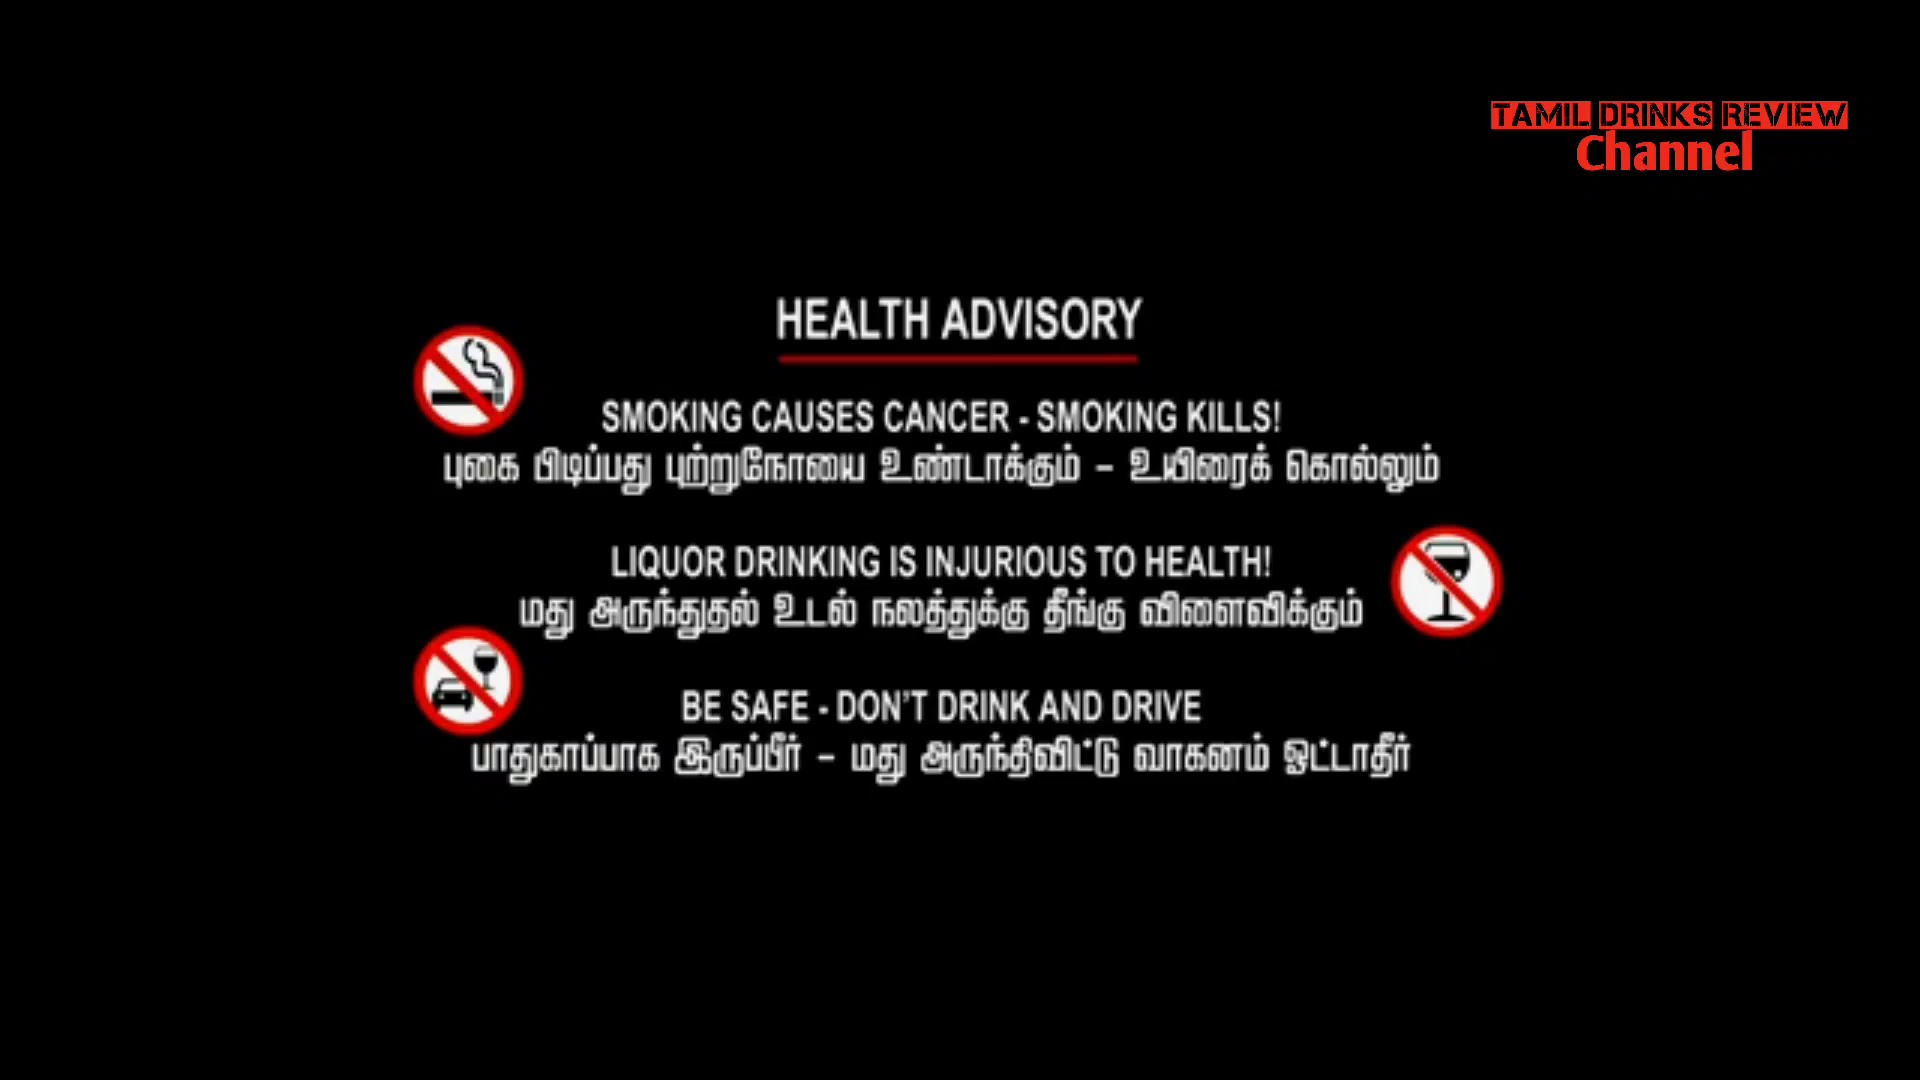 TAMIL DRINKS REVIEW
Channel
HEALTH ADVISORY
SMOKING CAUSES CANCER - SMOKING KILLS!
புகை பிடிப்பது புற்றுநோயை உண்டாக்கும் – உயிரைக் கொல்லும்
LIQUOR DRINKING IS INJURIOUS TO HEALTH!
மது அருந்துதல் உடல் நலத்துக்கு தீங்கு விளைவிக்கும்
BE SAFE - DON'T DRINK AND DRIVE
பாதுகாப்பாக இருப்பீர் – மது அருந்திவிட்டு வாகனம் ஓட்டாதீர்